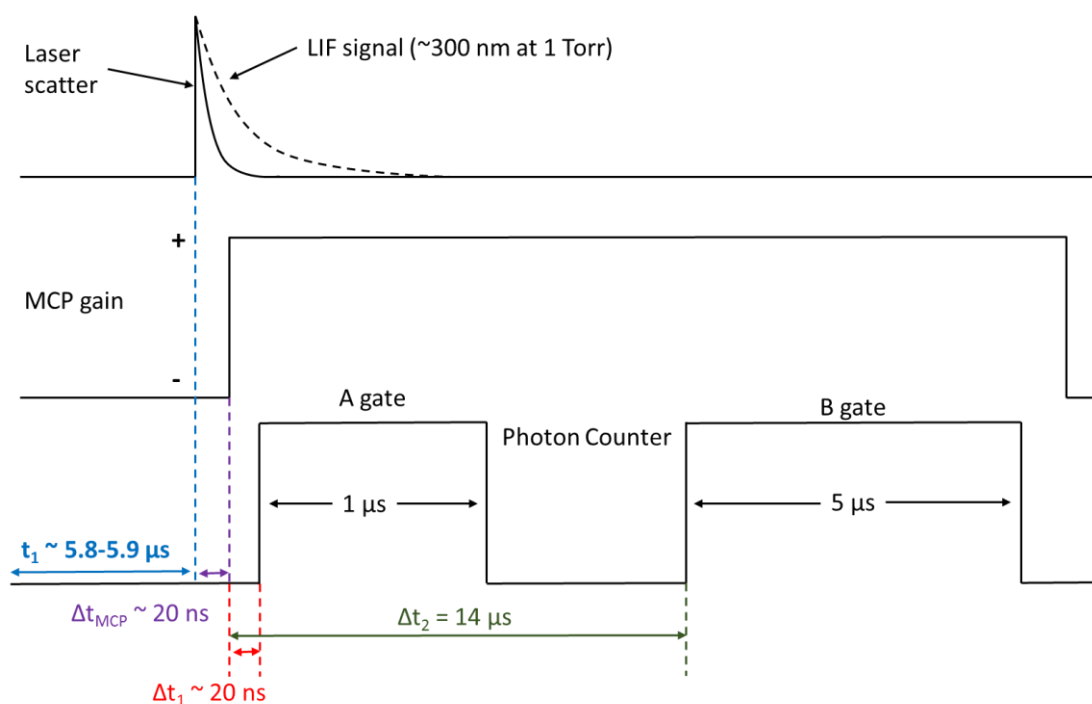 LIF signal (~300 nm at 1 Torr)
Laser
scatter
+
MCP gain
-
A gate
B gate
Photon Counter
1 µs
5 µs
t₁ ~ 5.8-5.9 µs
Δt_MCP ~ 20 ns
Δt₂ = 14 µs
Δt₁ ~ 20 ns